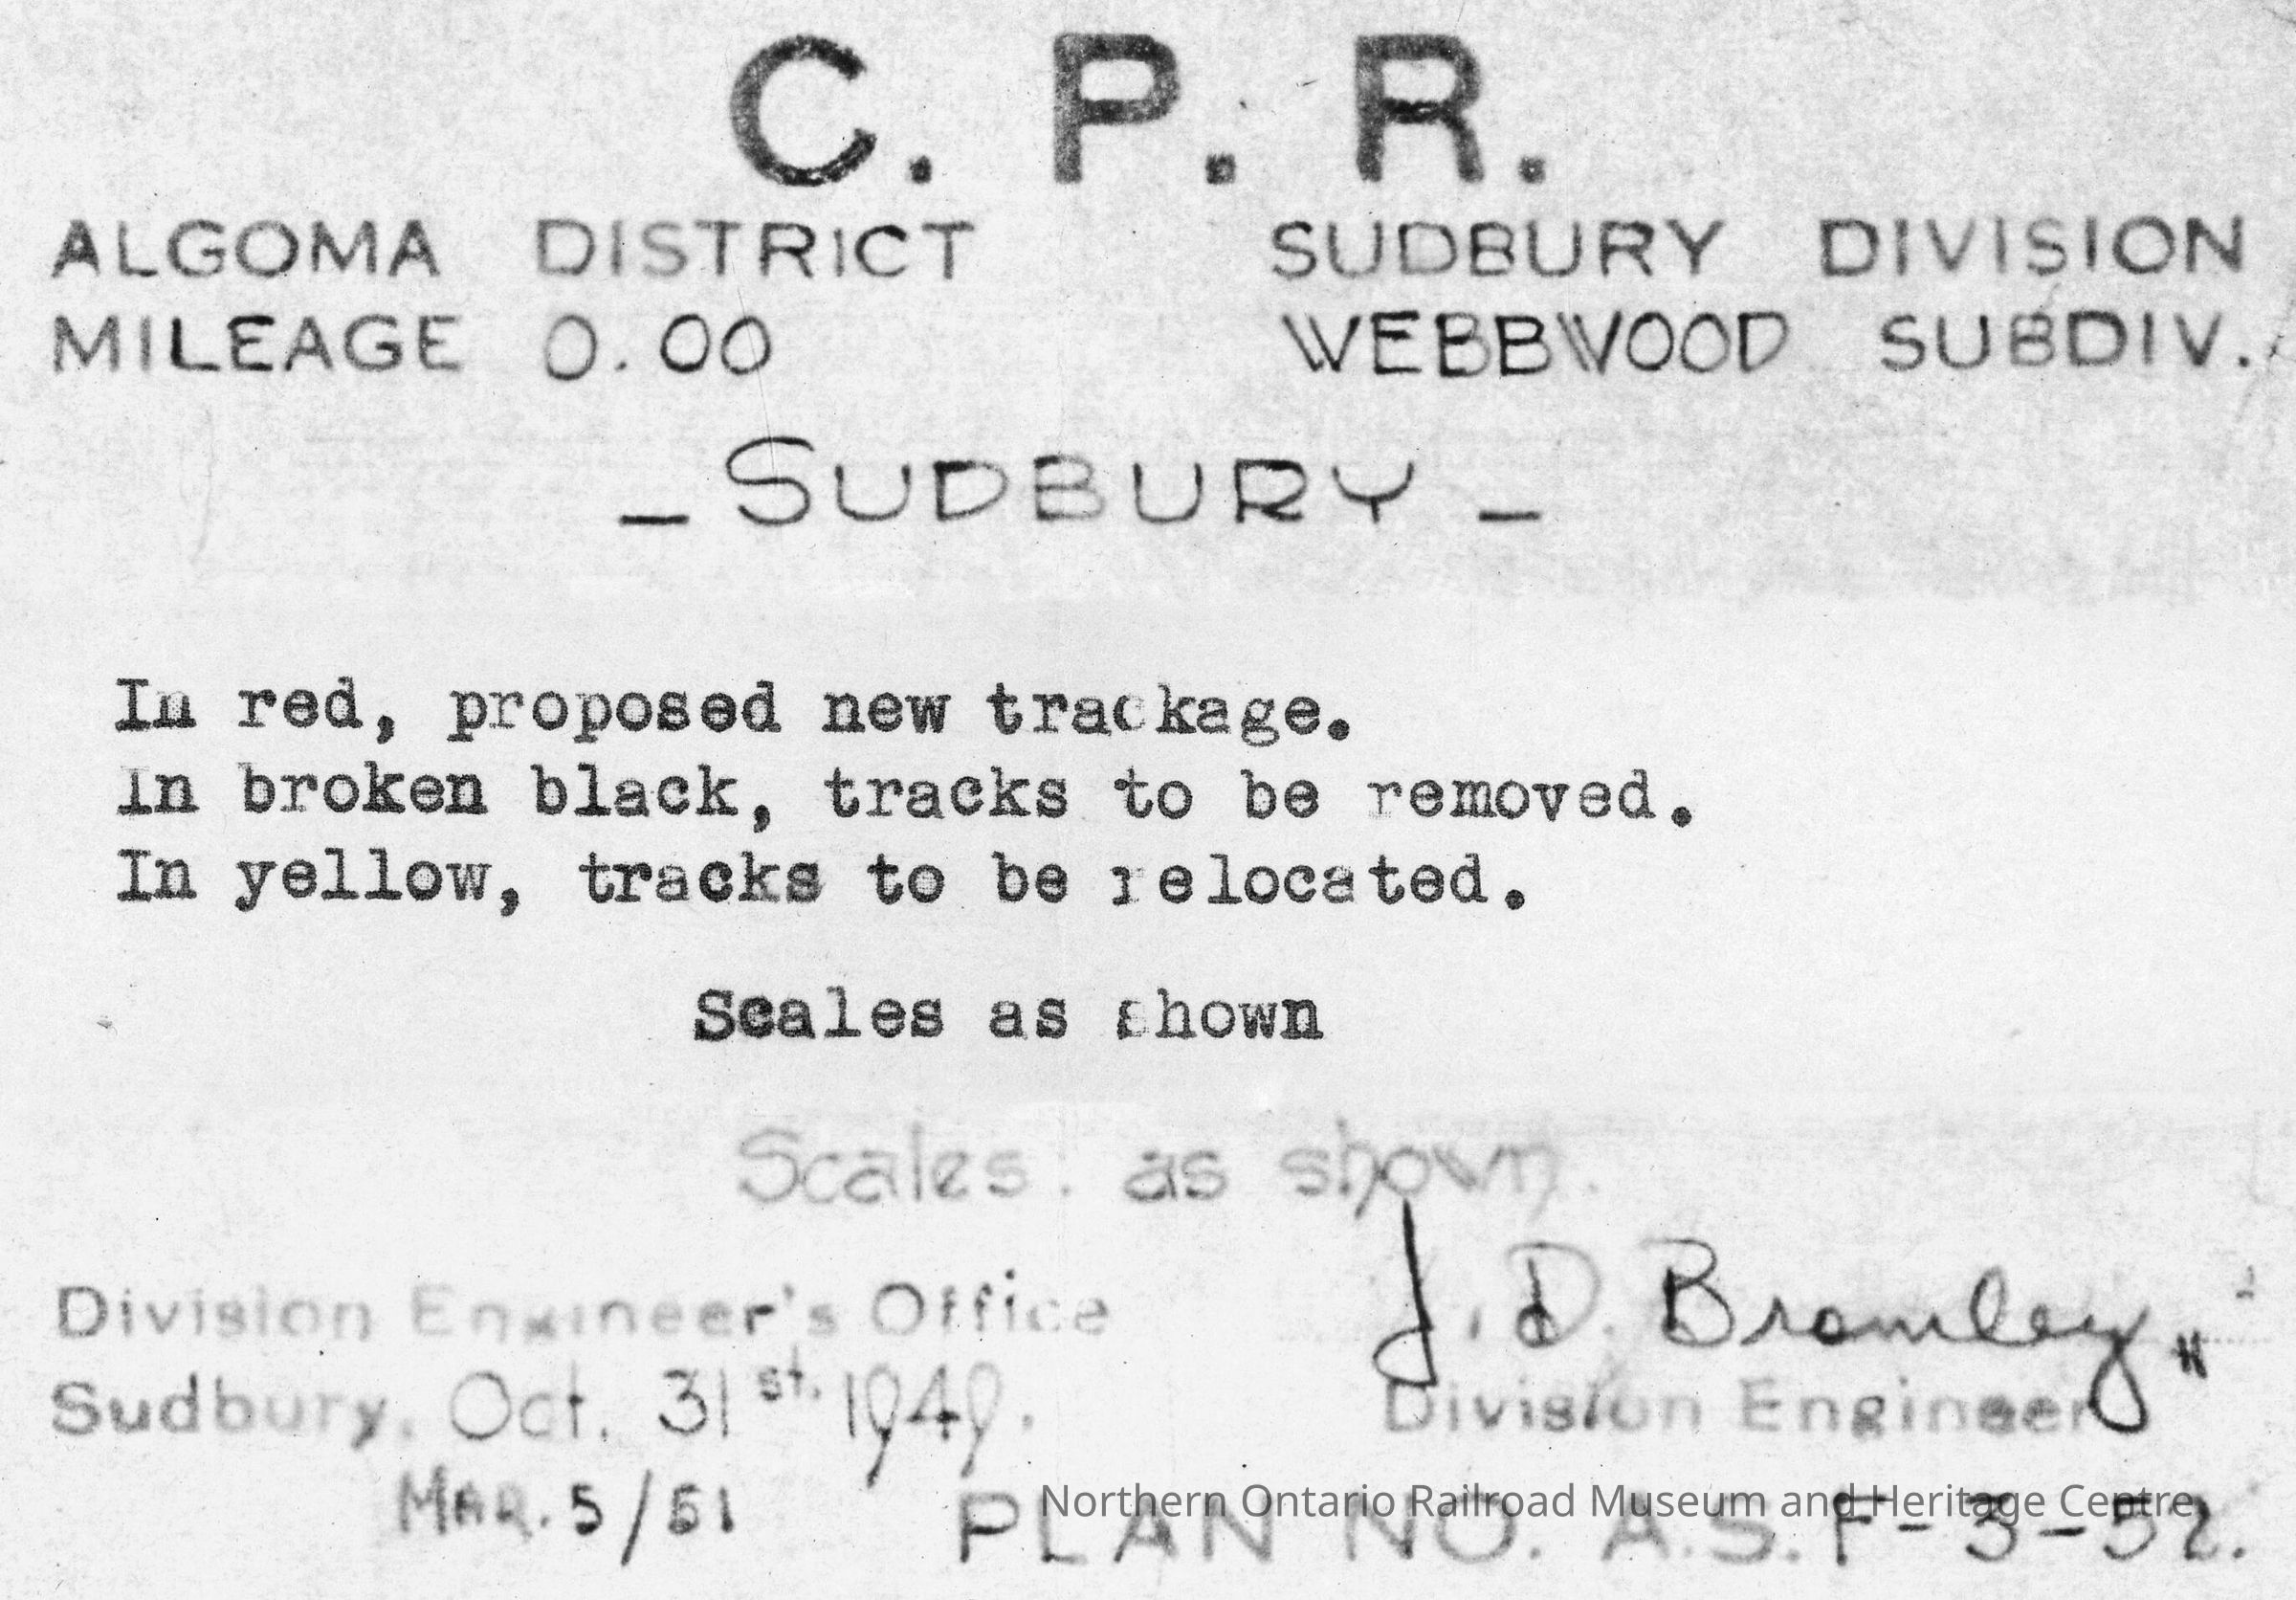 C. P. R.
ALGOMA DISTRICT SUDBURY DIVISION
MILEAGE 0.00 WEBBWOOD SUBDIV.
– SUDBURY –
In red, proposed new trackage.
In broken black, tracks to be removed.
In yellow, tracks to be relocated.
Scales as shown
Scales: as shown.
J. D. Bromley
Division Engineer's Office
Division Engineer
Sudbury, Oct. 31st. 1949.
MAR. 5/51
PLAN NO. A.S. F-3-52.
Northern Ontario Railroad Museum and Heritage Centre